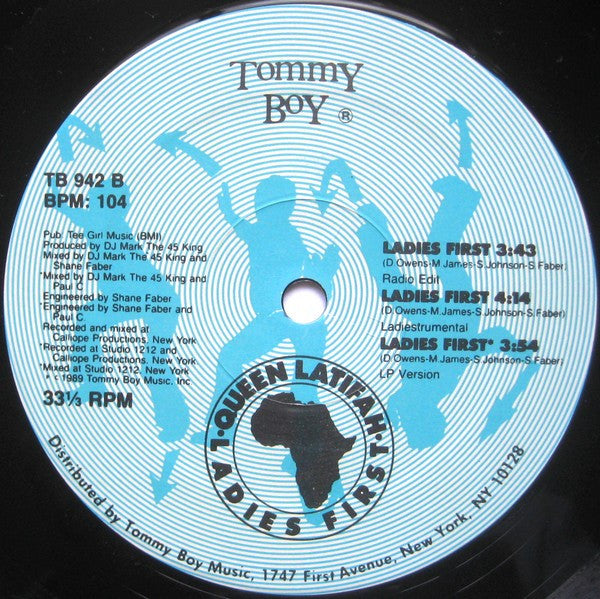 Tommy
Boy ®
TB 942 B
BPM: 104
Pub: Tee Girl Music (BMI)
Produced by DJ Mark The 45 King
Mixed by DJ Mark The 45 King and
Shane Faber
*Mixed by DJ Mark The 45 King and
Paul C.
Engineered by Shane Faber
*Engineered by Shane Faber and
Paul C.
Recorded and mixed at
Calliope Productions, New York
*Recorded at Studio 1212 and
Calliope Productions, New York
*Mixed at Studio 1212, New York
℗ © 1989 Tommy Boy Music, Inc
33⅓ RPM
LADIES FIRST 3:43
(D.Owens-M.James-S.Johnson-S.Faber)
Radio Edit
LADIES FIRST 4:14
(D.Owens-M.James-S.Johnson-S.Faber)
Ladiestrumental
LADIES FIRST* 3:54
(D.Owens-M.James-S.Johnson-S.Faber)
LP Version
•QUEEN LATIFAH•
LADIES FIRST
Distributed by Tommy Boy Music, 1747 First Avenue, New York, NY 10128